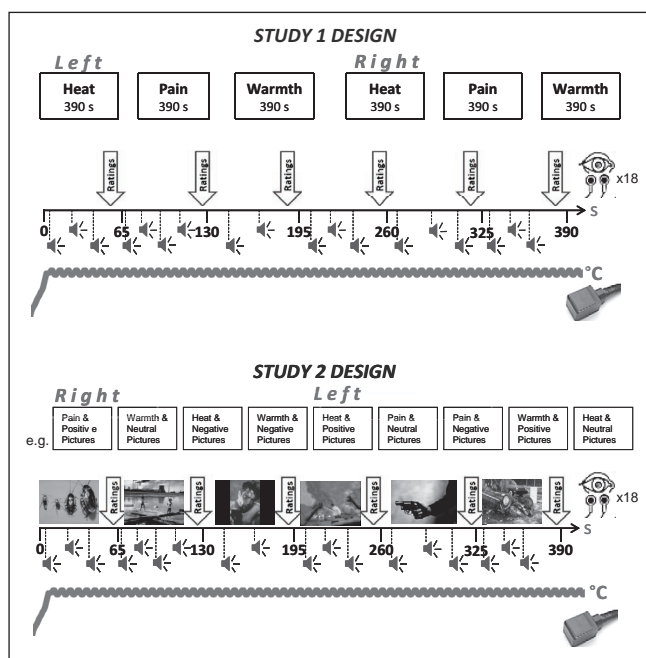 STUDY 1 DESIGN
Left Right
Heat Pain Warmth Heat Pain Warmth
390 s 390 s 390 s 390 s 390 s 390 s
Ratings Ratings Ratings Ratings Ratings Ratings
x18
0 65 130 195 260 325 390 s
°C
STUDY 2 DESIGN
Right Left
e.g.
Pain &
Positiv e
Pictures
Warmth &
Neutral
Pictures
Heat &
Negative
Pictures
Warmth &
Negative
Pictures
Heat &
Positive
Pictures
Pain &
Neutral
Pictures
Pain &
Negative
Pictures
Warmth &
Positive
Pictures
Heat &
Neutral
Pictures
Ratings Ratings Ratings Ratings Ratings Ratings
x18
0 65 130 195 260 325 390 s
°C